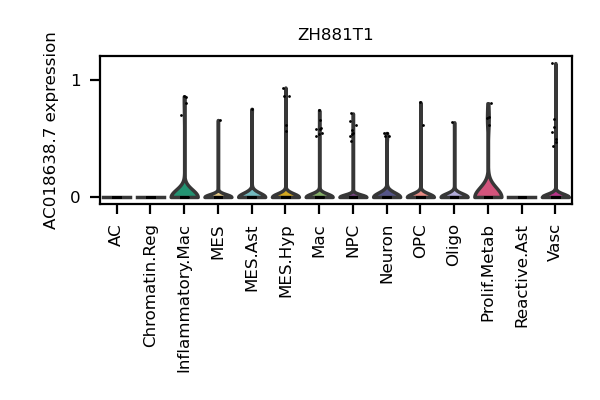 ZH881T1
AC018638.7 expression
1
0
AC
Chromatin.Reg
Inflammatory.Mac
MES
MES.Ast
MES.Hyp
Mac
NPC
Neuron
OPC
Oligo
Prolif.Metab
Reactive.Ast
Vasc